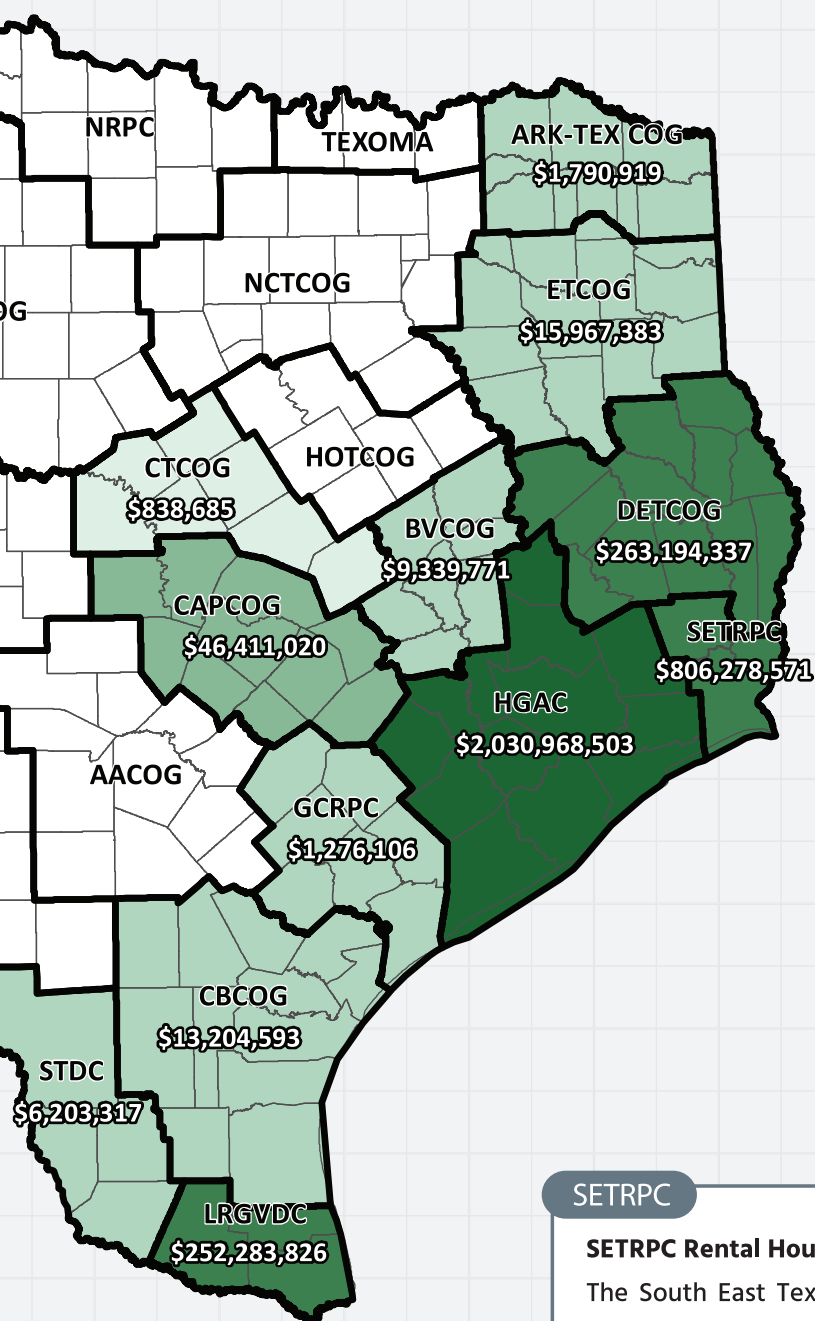 NRPC
TEXOMA
ARK-TEX COG
$1,790,919
NCTCOG
ETCOG
$15,967,383
OG
HOTCOG
CTCOG
$838,685
BVCOG
$9,339,771
DETCOG
$263,194,337
CAPCOG
$46,411,020
SETRPC
$806,278,571
HGAC
$2,030,968,503
AACOG
GCRPC
$1,276,106
CBCOG
$13,204,593
STDC
$6,203,317
LRGVDC
$252,283,826
SETRPC
SETRPC Rental Hou
The South East Tex